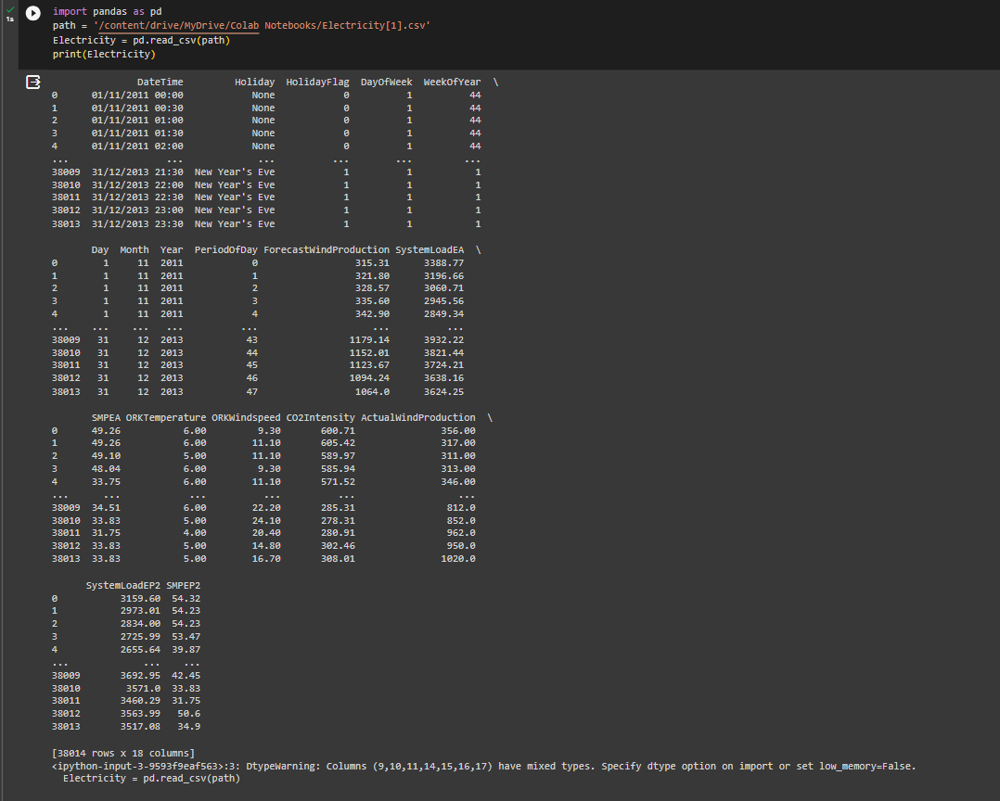 1s
import pandas as pd
path = '/content/drive/MyDrive/Colab Notebooks/Electricity[1].csv'
Electricity = pd.read_csv(path)
print(Electricity)
DateTime Holiday HolidayFlag DayOfWeek WeekOfYear \
0 01/11/2011 00:00 None 0 1 44
1 01/11/2011 00:30 None 0 1 44
2 01/11/2011 01:00 None 0 1 44
3 01/11/2011 01:30 None 0 1 44
4 01/11/2011 02:00 None 0 1 44
... ... ... ... ... ...
38009 31/12/2013 21:30 New Year's Eve 1 1 1
38010 31/12/2013 22:00 New Year's Eve 1 1 1
38011 31/12/2013 22:30 New Year's Eve 1 1 1
38012 31/12/2013 23:00 New Year's Eve 1 1 1
38013 31/12/2013 23:30 New Year's Eve 1 1 1
Day Month Year PeriodOfDay ForecastWindProduction SystemLoadEA \
0 1 11 2011 0 315.31 3388.77
1 1 11 2011 1 321.80 3196.66
2 1 11 2011 2 328.57 3060.71
3 1 11 2011 3 335.60 2945.56
4 1 11 2011 4 342.90 2849.34
... ... ... ... ... ... ...
38009 31 12 2013 43 1179.14 3932.22
38010 31 12 2013 44 1152.01 3821.44
38011 31 12 2013 45 1123.67 3724.21
38012 31 12 2013 46 1094.24 3638.16
38013 31 12 2013 47 1064.0 3624.25
SMPEA ORKTemperature ORKWindspeed CO2Intensity ActualWindProduction \
0 49.26 6.00 9.30 600.71 356.00
1 49.26 6.00 11.10 605.42 317.00
2 49.10 5.00 11.10 589.97 311.00
3 48.04 6.00 9.30 585.94 313.00
4 33.75 6.00 11.10 571.52 346.00
... ... ... ... ... ...
38009 34.51 6.00 22.20 285.31 812.0
38010 33.83 5.00 24.10 278.31 852.0
38011 31.75 4.00 20.40 280.91 962.0
38012 33.83 5.00 14.80 302.46 950.0
38013 33.83 5.00 16.70 308.01 1020.0
SystemLoadEP2 SMPEP2
0 3159.60 54.32
1 2973.01 54.23
2 2834.00 54.23
3 2725.99 53.47
4 2655.64 39.87
... ... ...
38009 3692.95 42.45
38010 3571.0 33.83
38011 3460.29 31.75
38012 3563.99 50.6
38013 3517.08 34.9
[38014 rows x 18 columns]
<ipython-input-3-9593f9eaf563>:3: DtypeWarning: Columns (9,10,11,14,15,16,17) have mixed types. Specify dtype option on import or set low_memory=False.
Electricity = pd.read_csv(path)